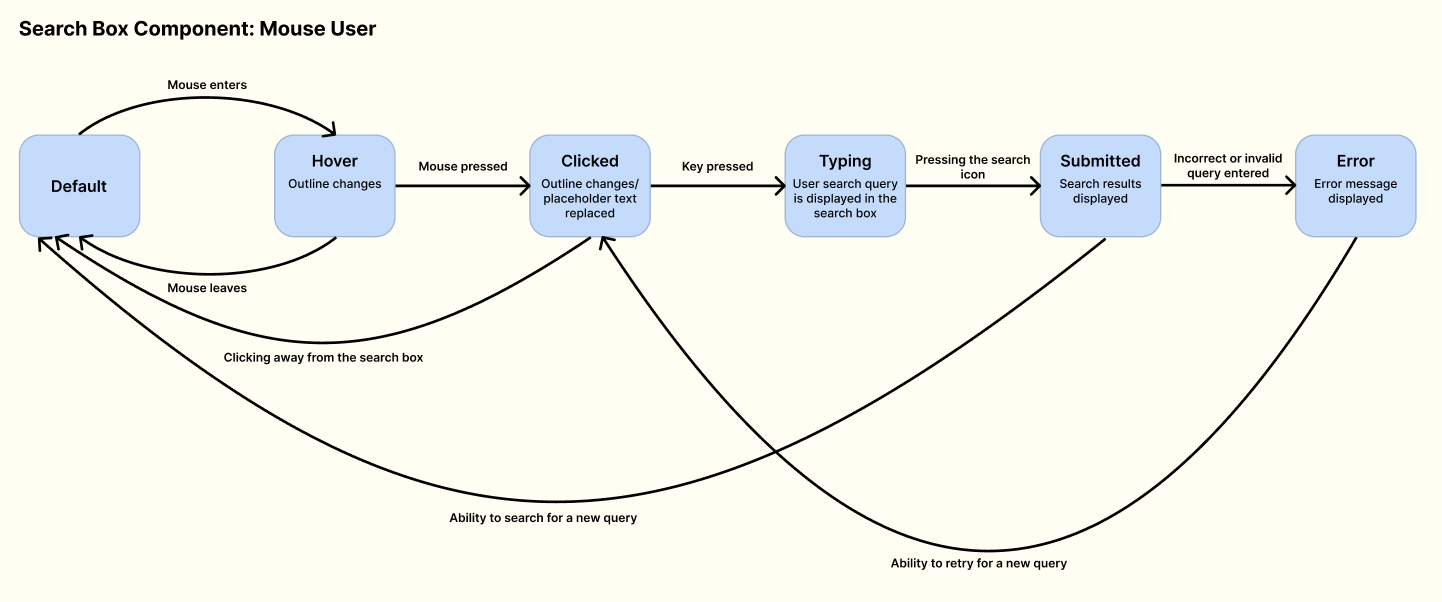 Search Box Component: Mouse User
Mouse enters
Default
Hover
Outline changes
Mouse pressed
Clicked
Outline changes/
placeholder text
replaced
Key pressed
Typing
User search query
is displayed in the
search box
Pressing the search
icon
Submitted
Search results
displayed
Incorrect or invalid
query entered
Error
Error message
displayed
Mouse leaves
Clicking away from the search box
Ability to search for a new query
Ability to retry for a new query